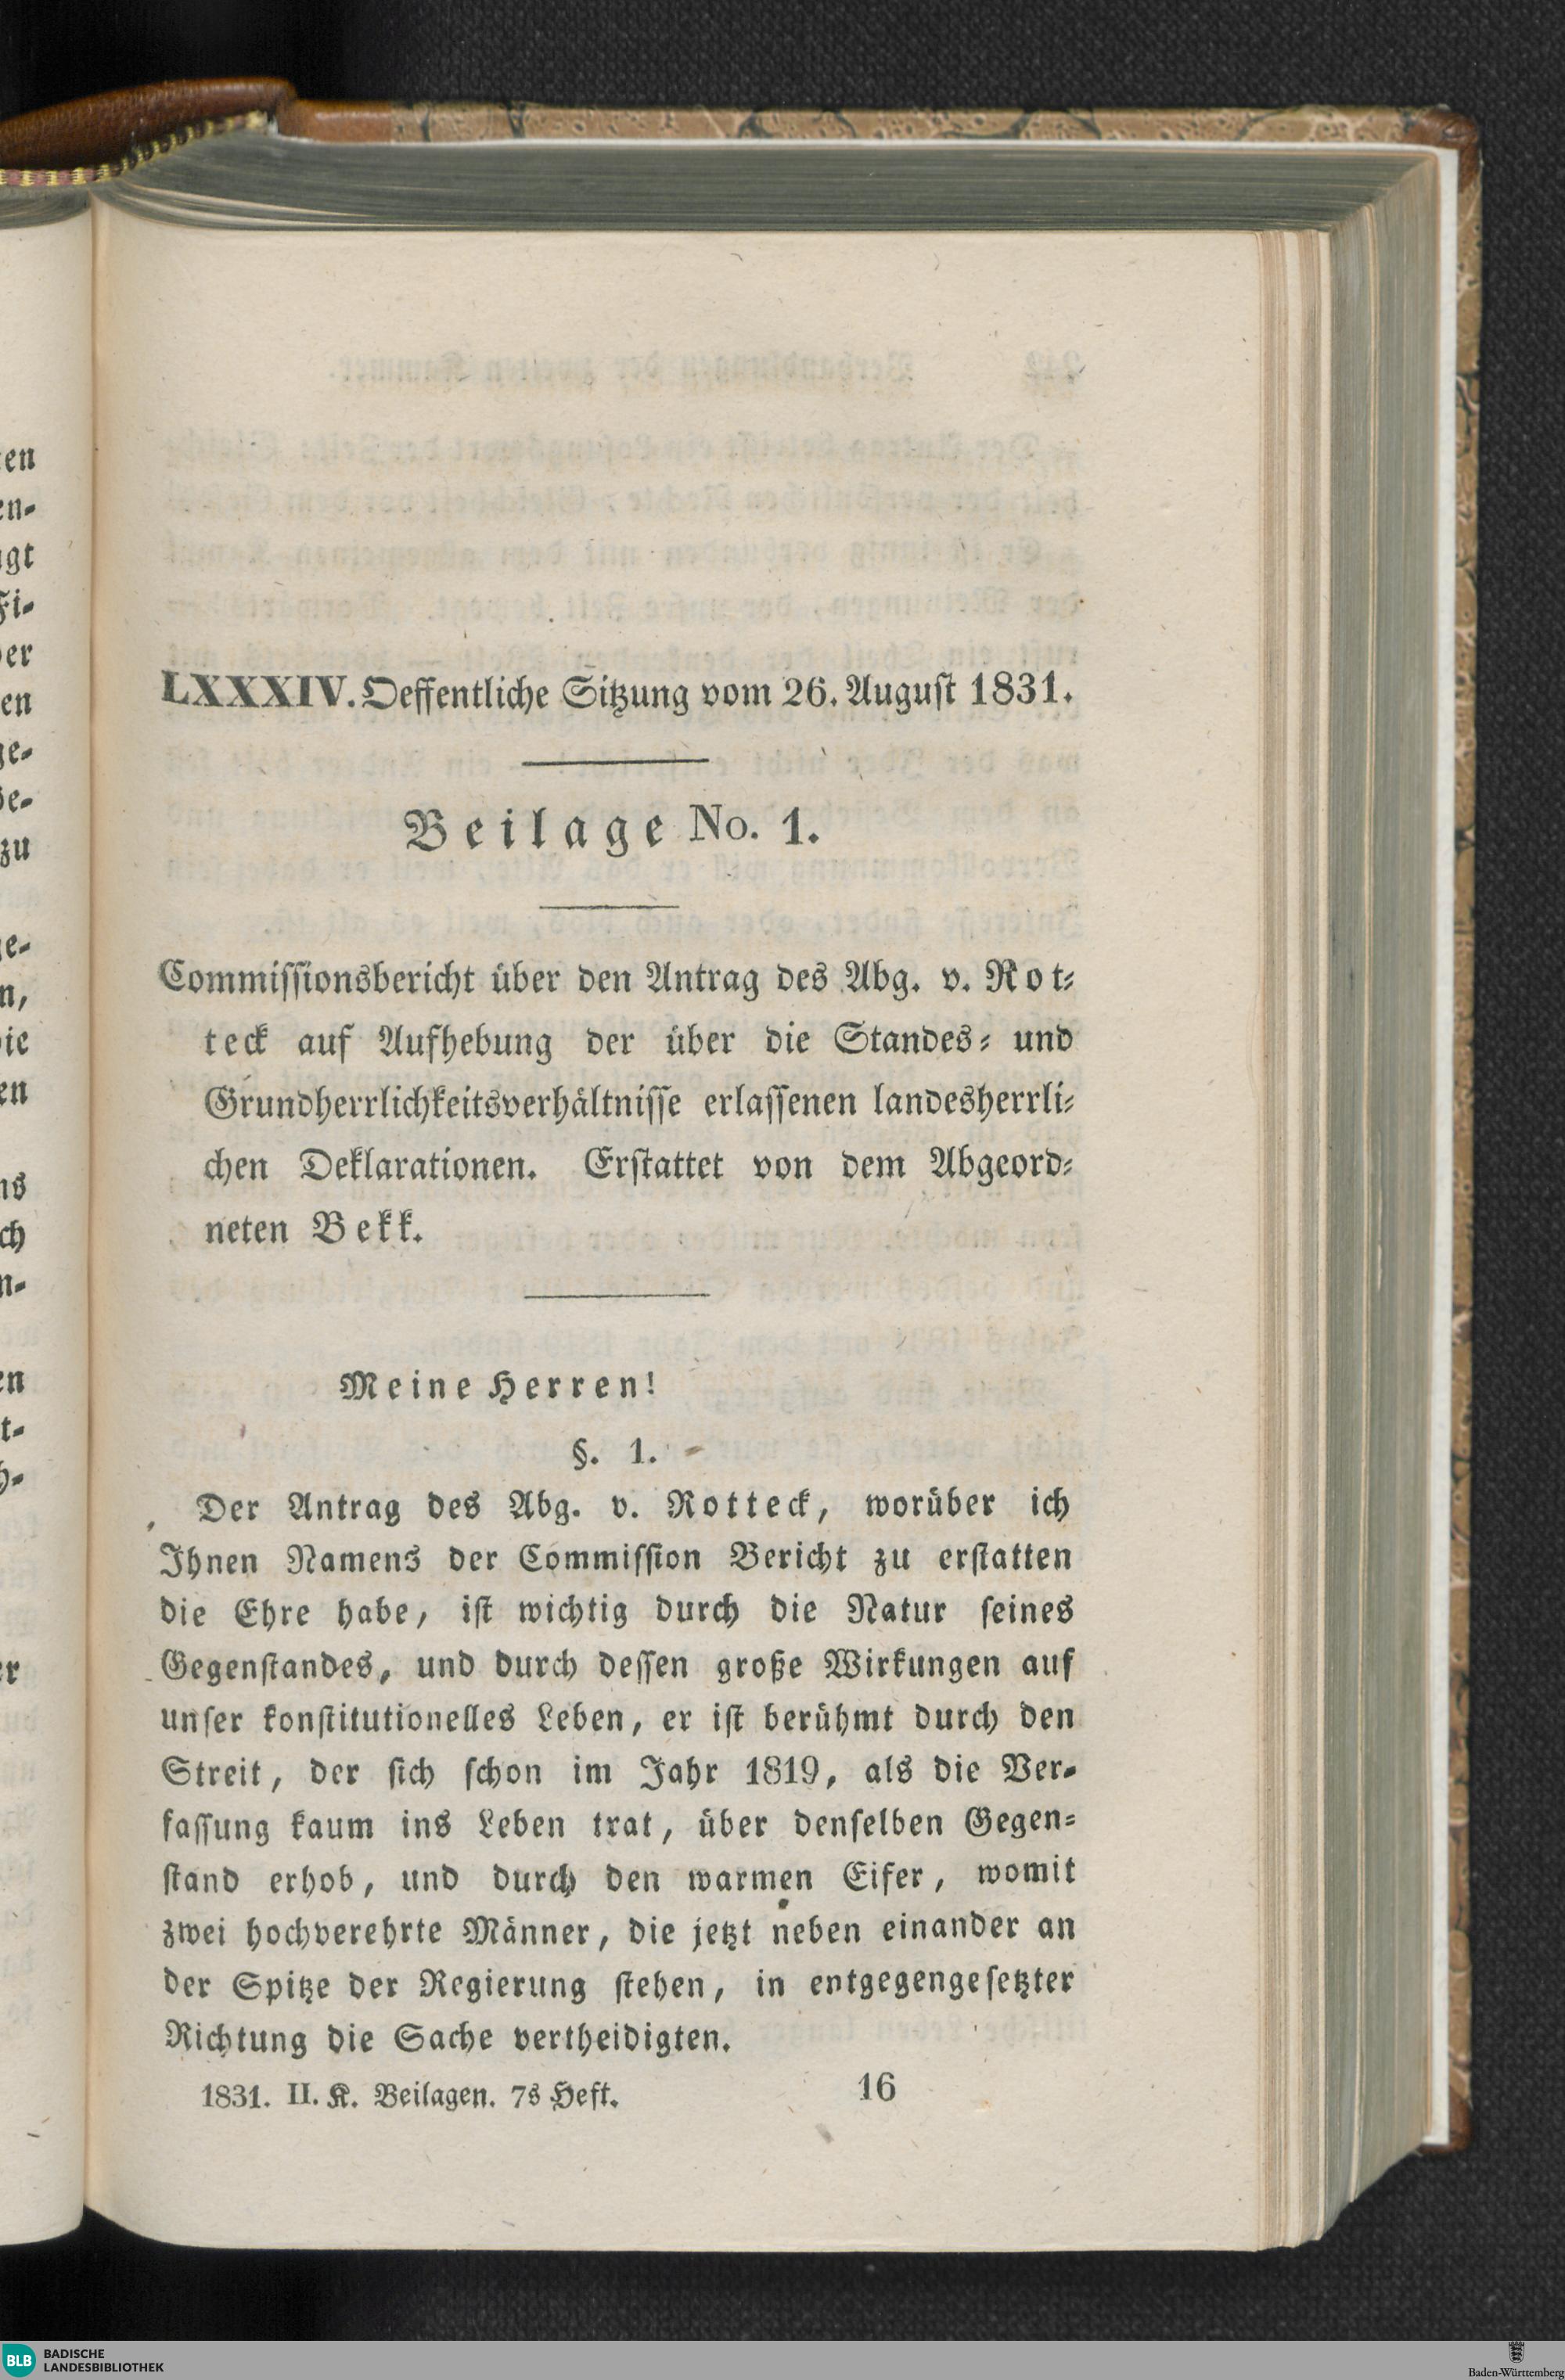 LXXXIV. Oeffentliche Sitzung vom 26. August 1831.
Beilage No. 1.
Commissionsbericht über den Antrag des Abg. v. Rot-
teck auf Aufhebung der über die Standes- und
Grundherrlichkeitsverhältnisse erlassenen landesherrli-
chen Deklarationen. Erstattet von dem Abgeord-
neten Bekk.
Meine Herren!
§. 1.
Der Antrag des Abg. v. Rotteck, worüber ich
Ihnen Namens der Commission Bericht zu erstatten
die Ehre habe, ist wichtig durch die Natur seines
Gegenstandes, und durch dessen große Wirkungen auf
unser konstitutionelles Leben, er ist berühmt durch den
Streit, der sich schon im Jahr 1819, als die Ver-
fassung kaum ins Leben trat, über denselben Gegen-
stand erhob, und durch den warmen Eifer, womit
zwei hochverehrte Männer, die jetzt neben einander an
der Spitze der Regierung stehen, in entgegengesetzter
Richtung die Sache vertheidigten.
1831. II. K. Beilagen. 7s Heft. 16
BLB BADISCHE
LANDESBIBLIOTHEK
Baden-Württemberg